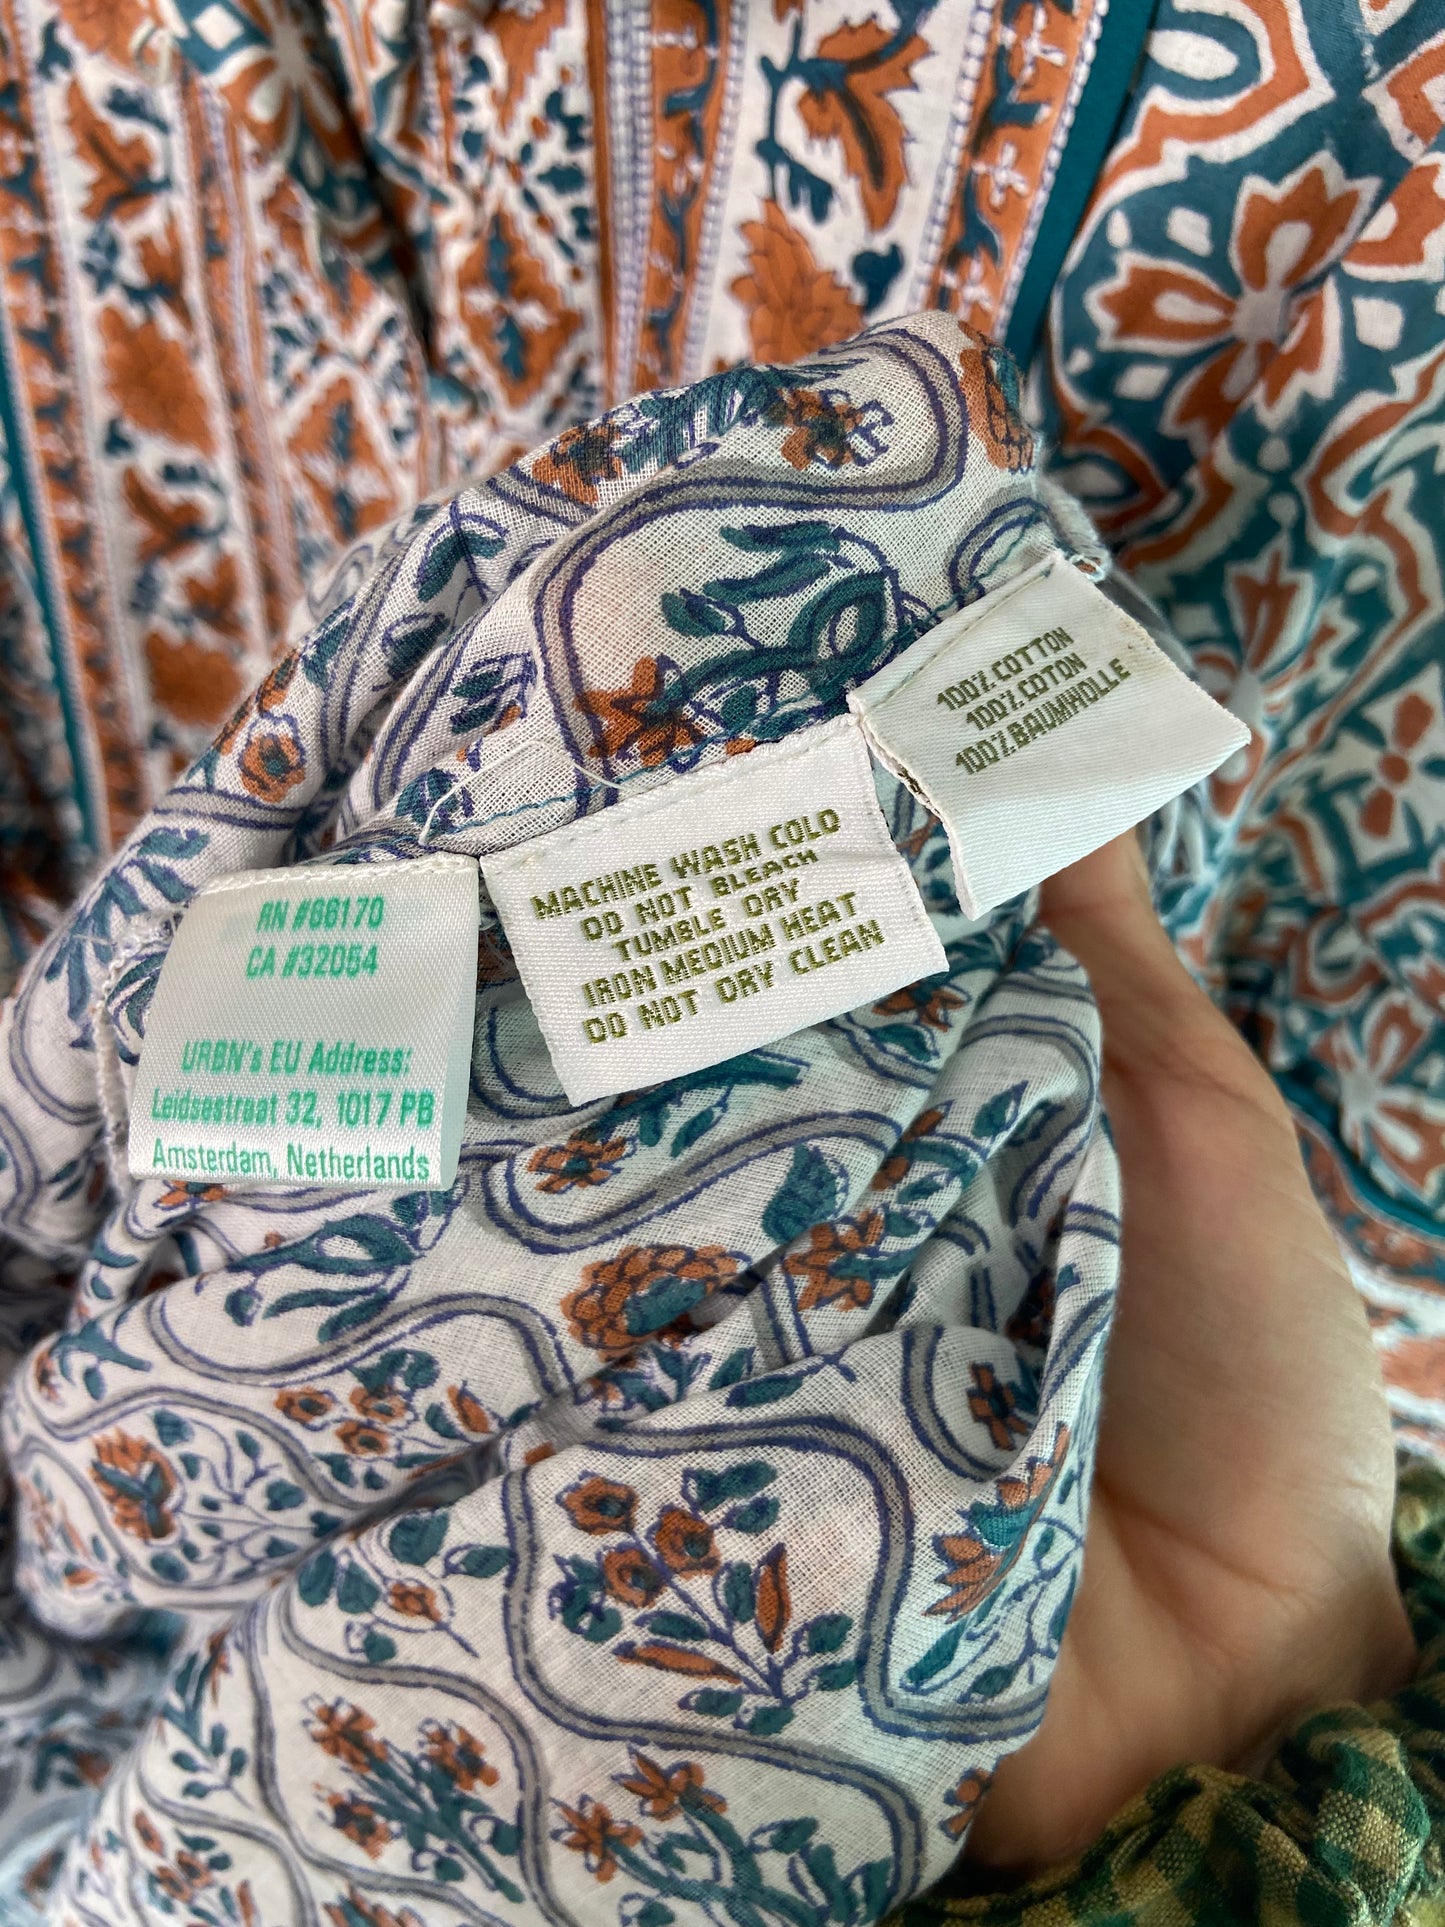 RN #66170
CA #32054
URBN's EU Address:
Leidsestraat 32, 1017 PB
Amsterdam, Netherlands
MACHINE WASH COLD
DO NOT BLEACH
TUMBLE DRY
IRON MEDIUM HEAT
DO NOT DRY CLEAN
100% COTTON
100% COTON
100% BAUMWOLLE